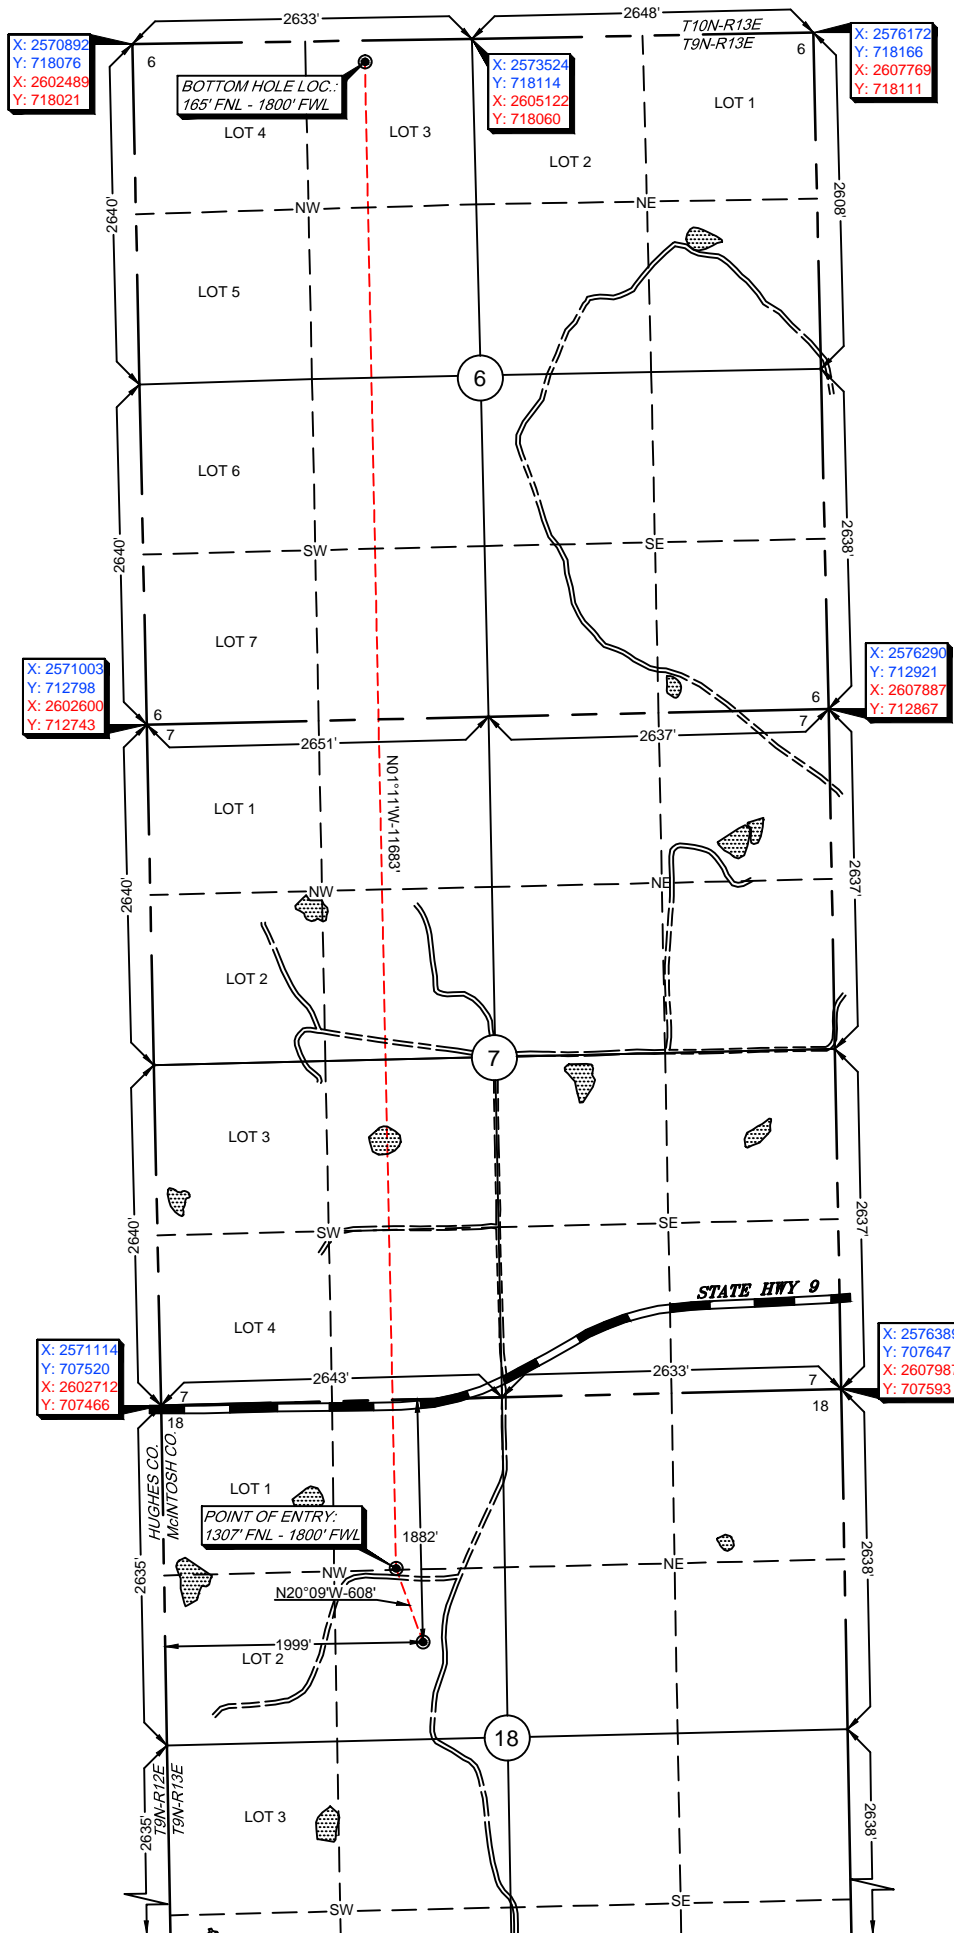 2633'
2648'
T10N-R13E
T9N-R13E
X: 2570892
Y: 718076
X: 2602489
Y: 718021
6
BOTTOM HOLE LOC.:
165' FNL - 1800' FWL
X: 2573524
Y: 718114
X: 2605122
Y: 718060
6
X: 2576172
Y: 718166
X: 2607769
Y: 718111
LOT 4
LOT 3
LOT 2
LOT 1
2640'
NW
NE
2608'
LOT 5
6
LOT 6
2640'
SW
SE
2638'
LOT 7
X: 2571003
Y: 712798
X: 2602600
Y: 712743
6
7
X: 2576290
Y: 712921
X: 2607887
Y: 712867
6
7
2651'
2637'
N01°11'W-11683'
LOT 1
2640'
NW
NE
2637'
LOT 2
7
LOT 3
2640'
SW
SE
2637'
STATE HWY 9
LOT 4
X: 2571114
Y: 707520
X: 2602712
Y: 707466
7
18
2643'
2633'
X: 2576389
Y: 707647
X: 2607987
Y: 707593
7
18
HUGHES CO.
McINTOSH CO.
LOT 1
POINT OF ENTRY:
1307' FNL - 1800' FWL
1882'
2635'
NW
NE
2638'
N20°09'W-608'
1999'
LOT 2
18
T9N-R12E
T9N-R13E
LOT 3
2635'
2638'
SW
SE